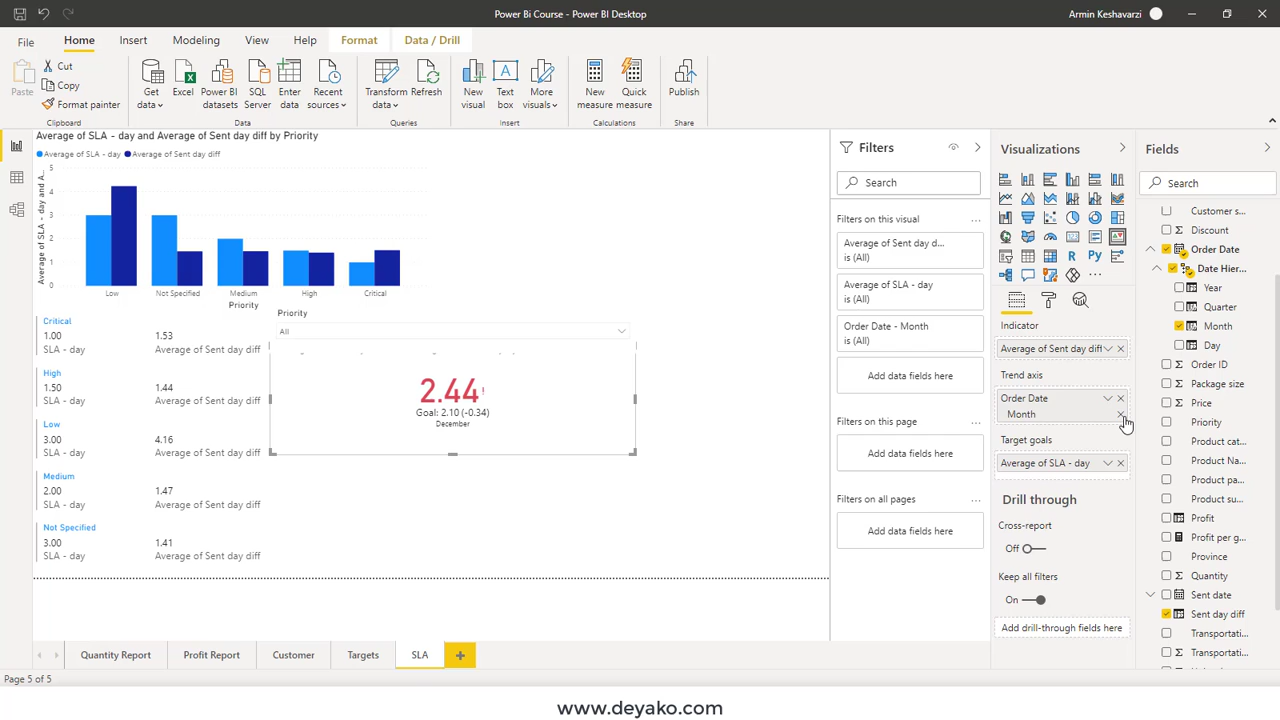 Power Bi Course - Power BI Desktop
Armin Keshavarzi
File
Home
Insert
Modeling
View
Help
Format
Data / Drill
Paste
Cut
Copy
Format painter
Clipboard
Get data
Excel
Power BI datasets
SQL Server
Enter data
Recent sources
Data
Transform data
Refresh
Queries
New visual
Text box
More visuals
Insert
New measure
Quick measure
Calculations
Publish
Share
Average of SLA - day and Average of Sent day diff by Priority
Average of SLA - day
Average of Sent day diff
Average of SLA - day and A...
5
4
3
2
1
0
Low
Not Specified
Medium
High
Critical
Priority
Critical
1.00
1.53
SLA - day
Average of Sent day diff
High
1.50
1.44
SLA - day
Average of Sent day diff
Low
3.00
4.16
SLA - day
Average of Sent day diff
Medium
2.00
1.47
SLA - day
Average of Sent day diff
Not Specified
3.00
1.41
SLA - day
Average of Sent day diff
Priority
All
2.44!
Goal: 2.10 (-0.34)
December
Filters
Search
Filters on this visual
...
Average of Sent day d...
is (All)
Average of SLA - day
is (All)
Order Date - Month
is (All)
Add data fields here
Filters on this page
...
Add data fields here
Filters on all pages
...
Add data fields here
Visualizations
R
Py
...
Indicator
Average of Sent day diff
Trend axis
Order Date
Month
Target goals
Average of SLA - day
Drill through
Cross-report
Off
Keep all filters
On
Add drill-through fields here
Fields
Search
Customer s...
Discount
Order Date
Date Hier...
Year
Quarter
Month
Day
Order ID
Package size
Price
Priority
Product cat...
Product Na...
Product pa...
Product su...
Profit
Profit per g...
Province
Quantity
Sent date
Sent day diff
Transportati...
Transportati...
Quantity Report
Profit Report
Customer
Targets
SLA
Page 5 of 5
www.deyako.com